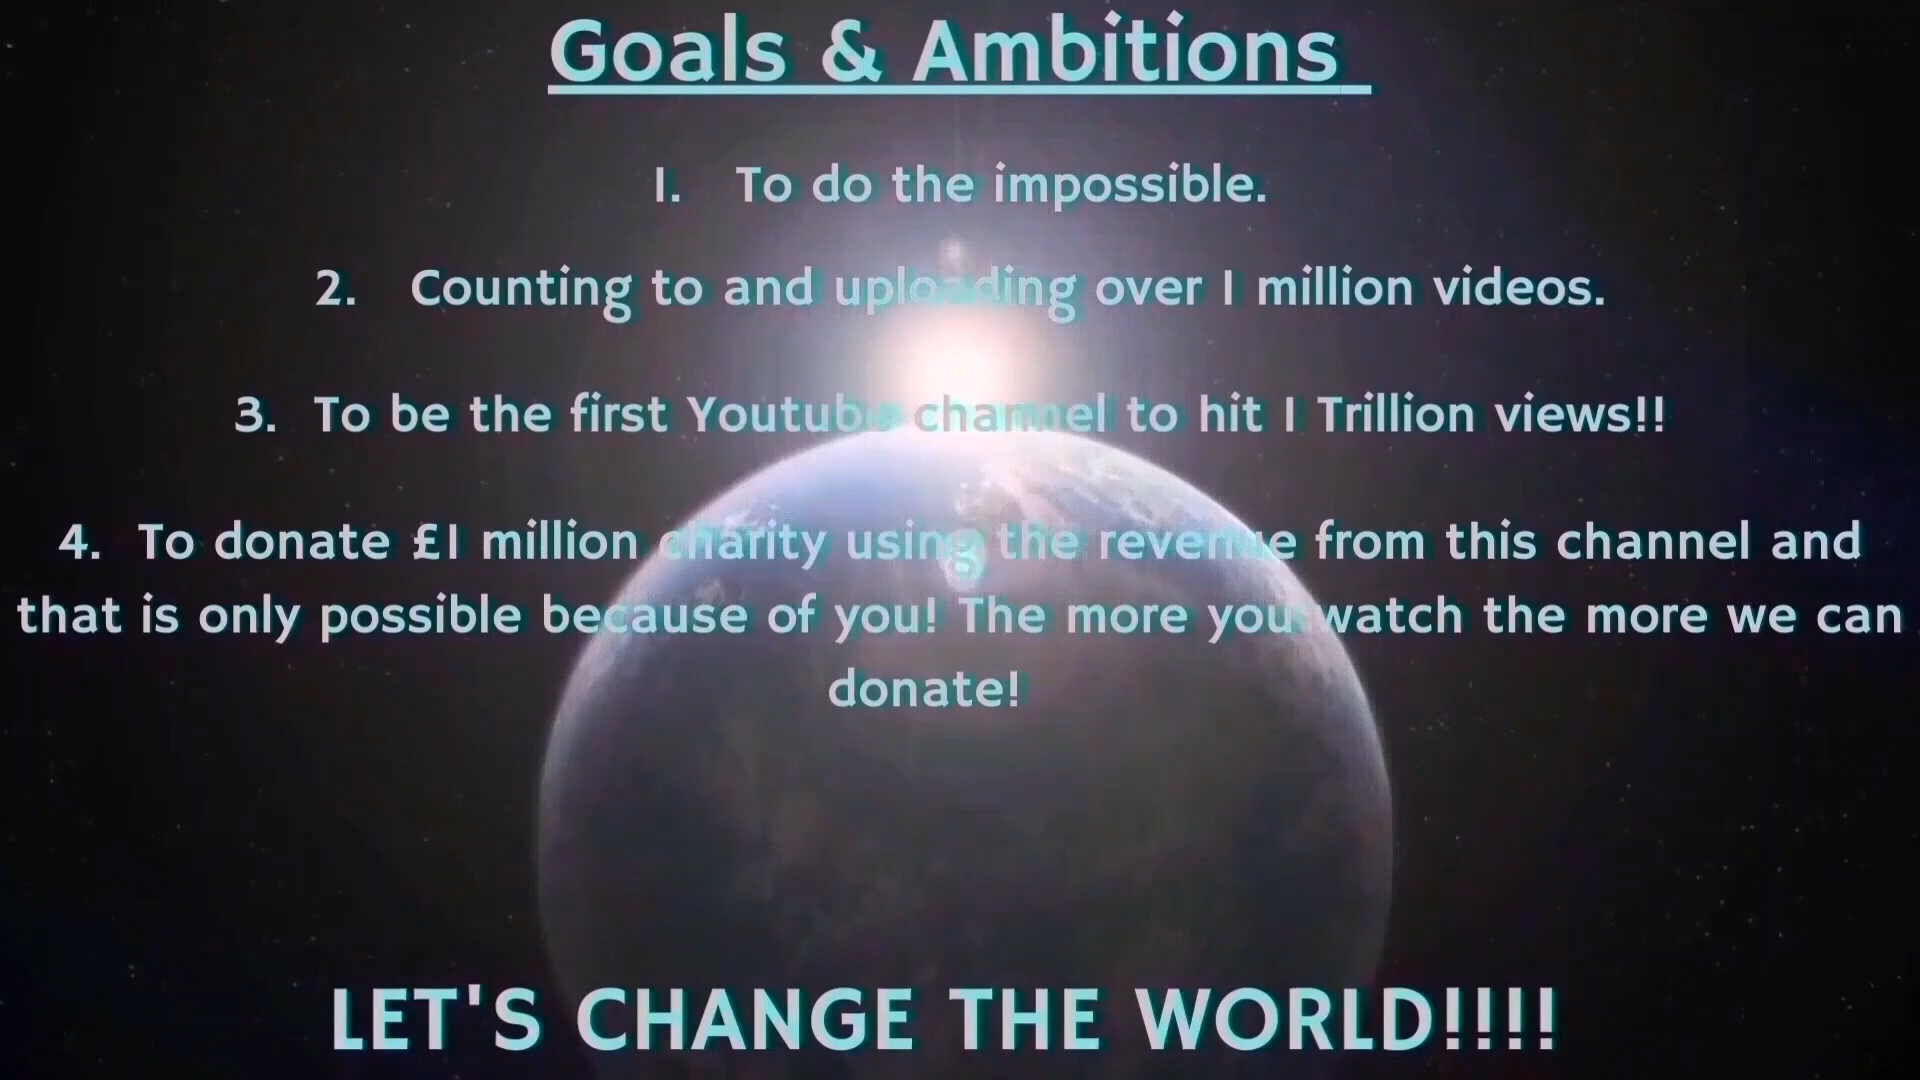 Goals & Ambitions
1. To do the impossible.
2. Counting to and uploading over 1 million videos.
3. To be the first Youtube channel to hit 1 Trillion views!!
4. To donate £1 million charity using the revenue from this channel and
that is only possible because of you! The more you watch the more we can
donate!
LET'S CHANGE THE WORLD!!!!